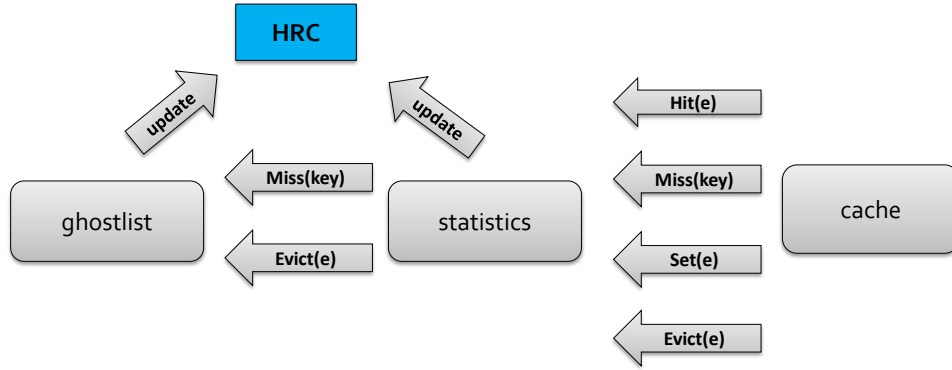 HRC
update
update
Hit(e)
Miss(key)
Miss(key)
ghostlist
statistics
cache
Evict(e)
Set(e)
Evict(e)